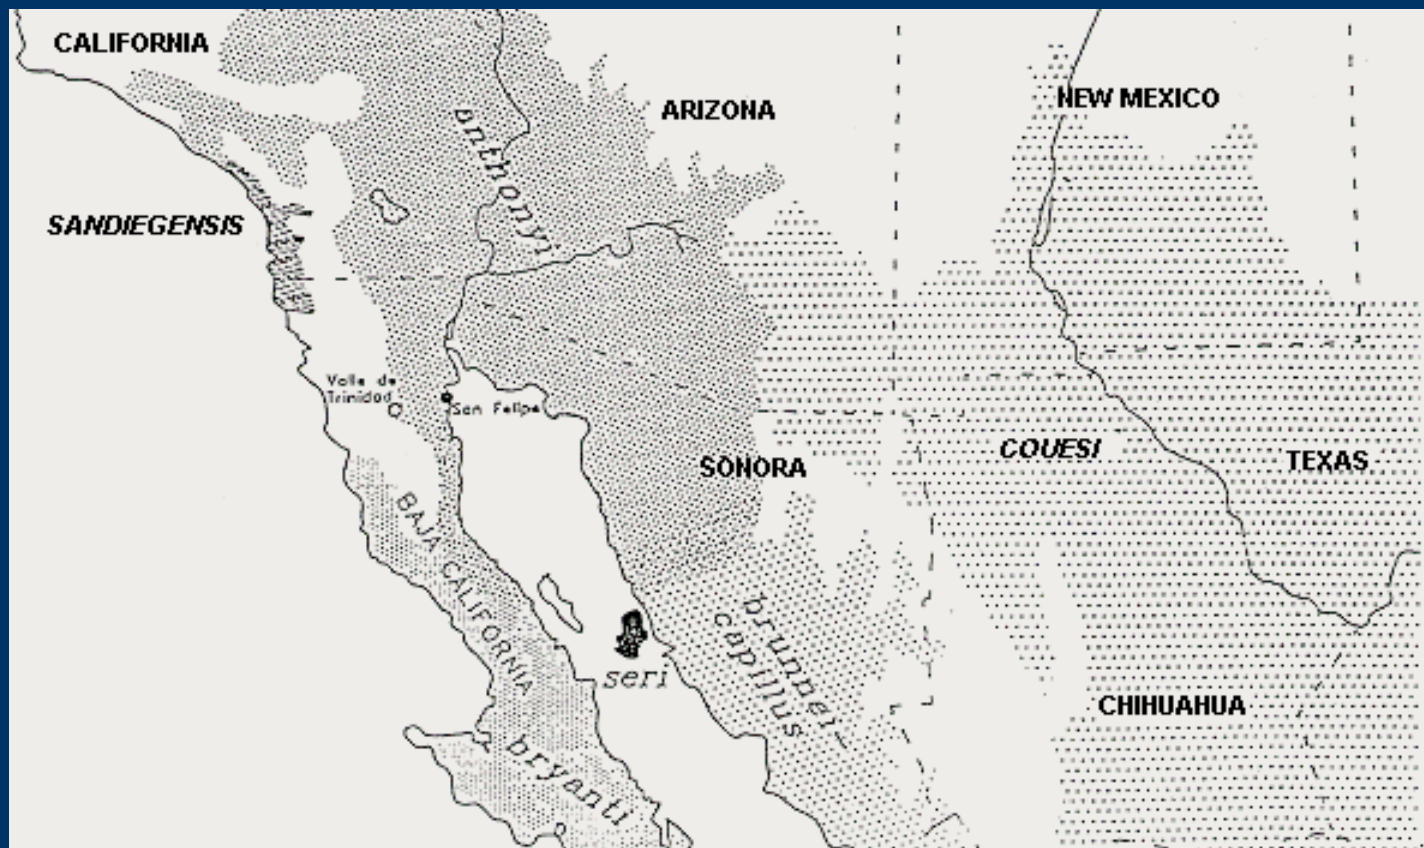 CALIFORNIA
ARIZONA
NEW MEXICO
anthonyi
SANDIEGENSIS
Valle de
Trinidad
San Felipe
SONORA
COUESI
TEXAS
BAJA CALIFORNIA
brunnei-
capillus
seri
CHIHUAHUA
bryanti